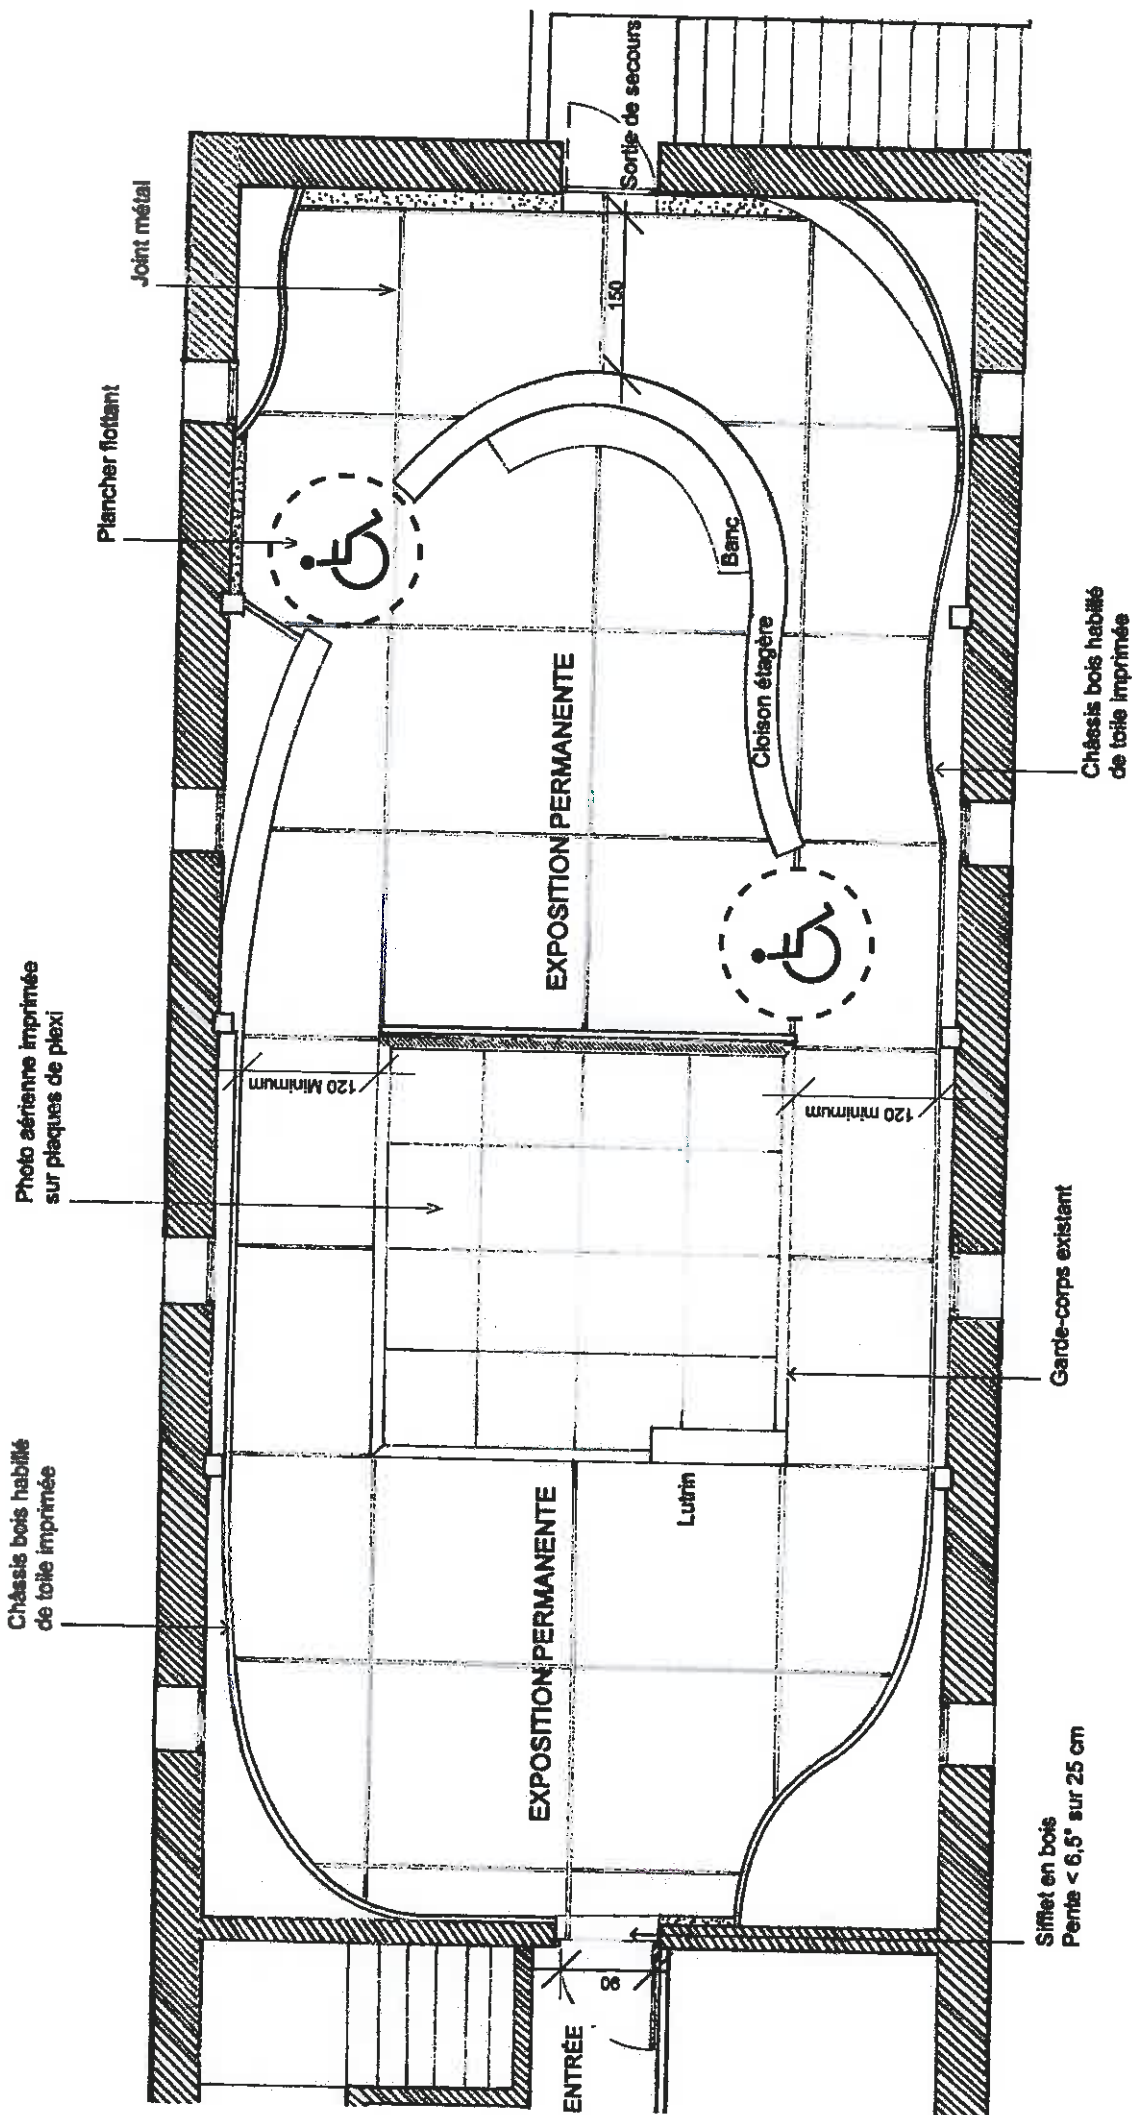 Châssis bois habillé
de toile imprimée
Photo aérienne imprimée
sur plaques de plexi
Plancher flottant
Joint métal
ENTRÉE
90
EXPOSITION PERMANENTE
Lutrin
120 Minimum
120 minimum
EXPOSITION PERMANENTE
Cloison étagère
Banc
150
Sortie de secours
Sifflet en bois
Pente < 6,5° sur 25 cm
Garde-corps existant
Châssis bois habillé
de toile imprimée